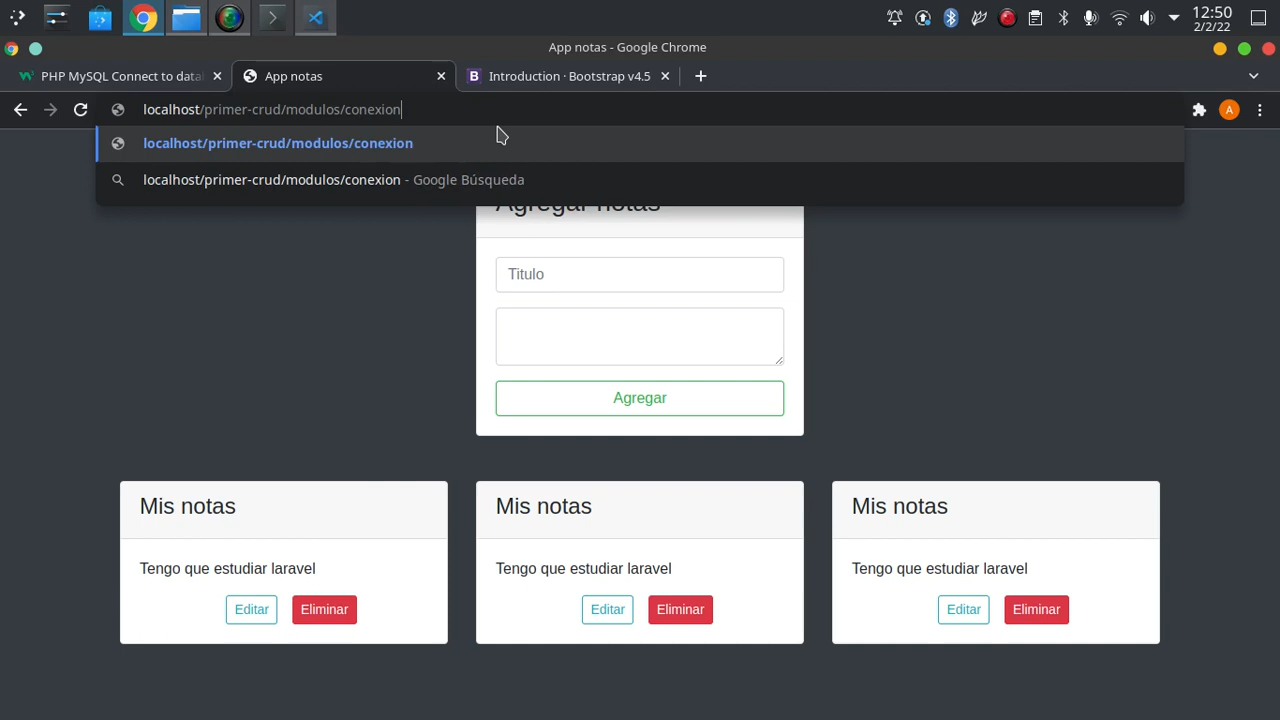 12:50
2/2/22
App notas - Google Chrome
PHP MySQL Connect to data
App notas
Introduction · Bootstrap v4.5
localhost/primer-crud/modulos/conexion
A
localhost/primer-crud/modulos/conexion
localhost/primer-crud/modulos/conexion - Google Búsqueda
Agregar notas
Titulo
Agregar
Mis notas
Tengo que estudiar laravel
Editar Eliminar
Mis notas
Tengo que estudiar laravel
Editar Eliminar
Mis notas
Tengo que estudiar laravel
Editar Eliminar